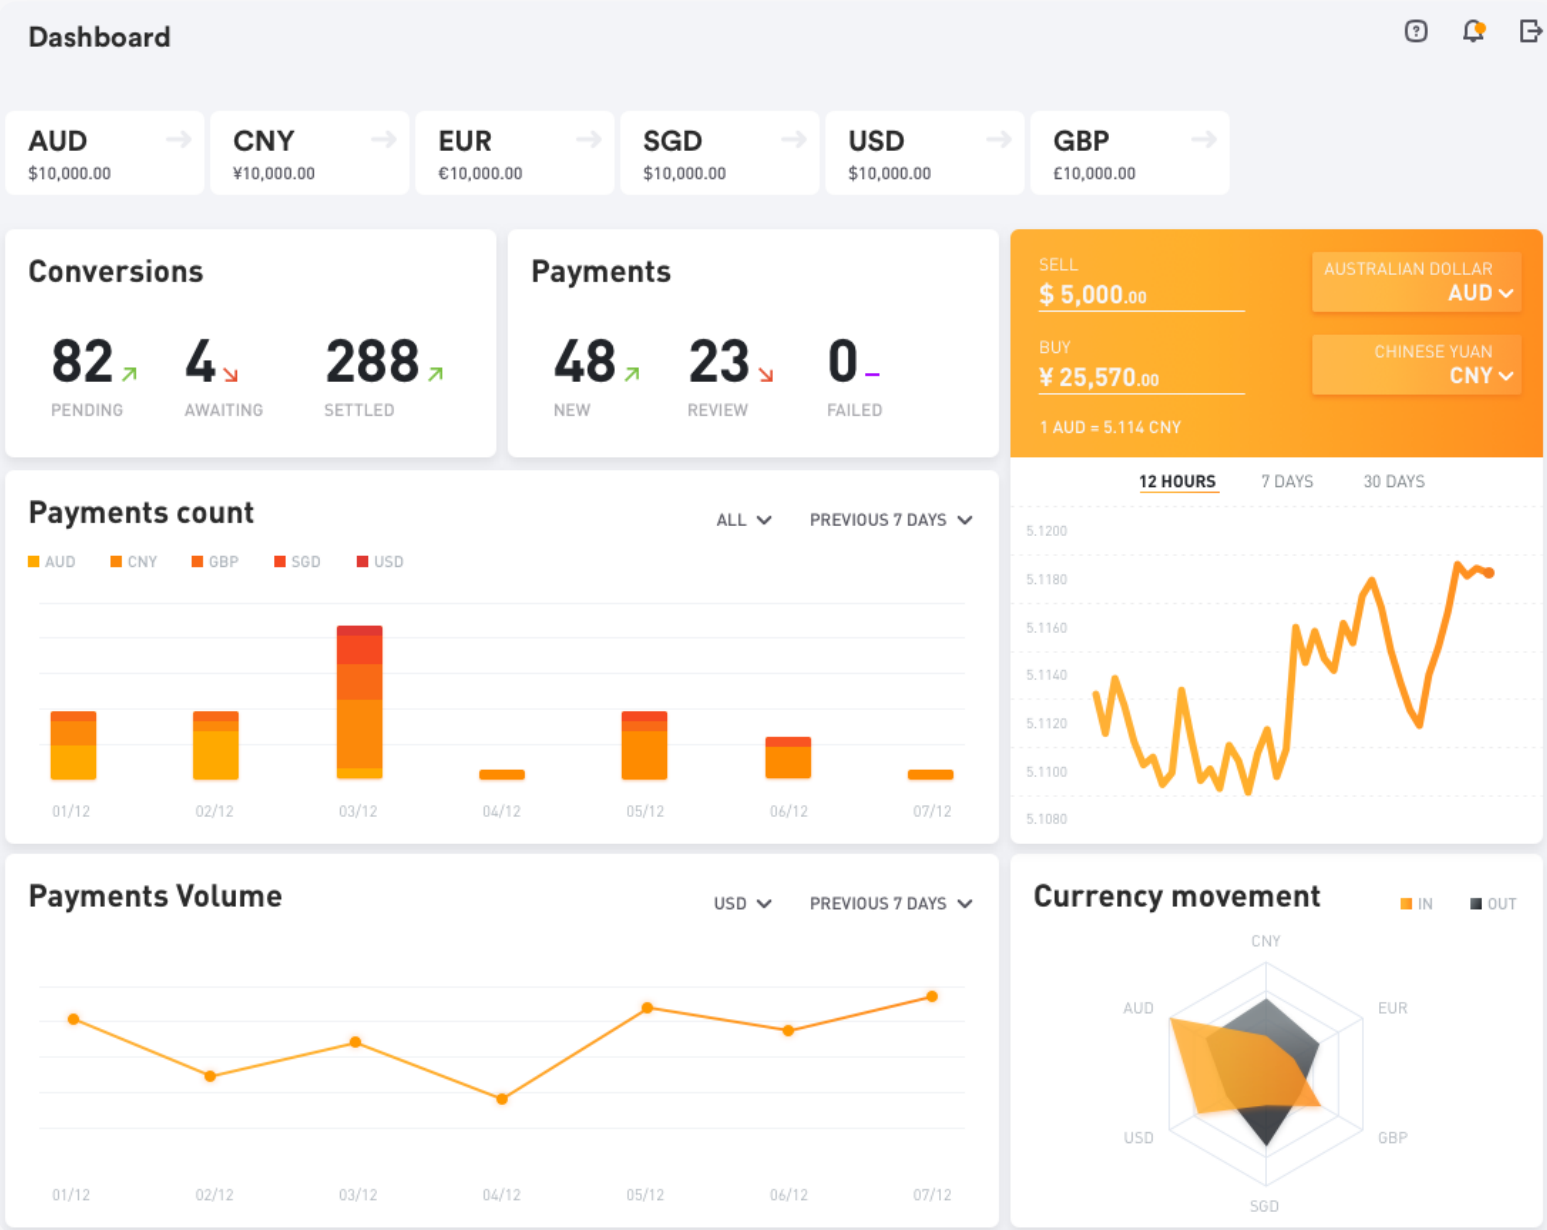 Dashboard
AUD
$10,000.00
CNY
¥10,000.00
EUR
€10,000.00
SGD
$10,000.00
USD
$10,000.00
GBP
£10,000.00
Conversions
82 4 288
PENDING AWAITING SETTLED
Payments
48 23 0
NEW REVIEW FAILED
SELL
$ 5,000.00
AUSTRALIAN DOLLAR
AUD
BUY
¥ 25,570.00
CHINESE YUAN
CNY
1 AUD = 5.114 CNY
12 HOURS 7 DAYS 30 DAYS
5.1200
5.1180
5.1160
5.1140
5.1120
5.1100
5.1080
Payments count
ALL PREVIOUS 7 DAYS
AUD CNY GBP SGD USD
01/12 02/12 03/12 04/12 05/12 06/12 07/12
Payments Volume
USD PREVIOUS 7 DAYS
01/12 02/12 03/12 04/12 05/12 06/12 07/12
Currency movement
IN OUT
CNY
AUD EUR
USD GBP
SGD